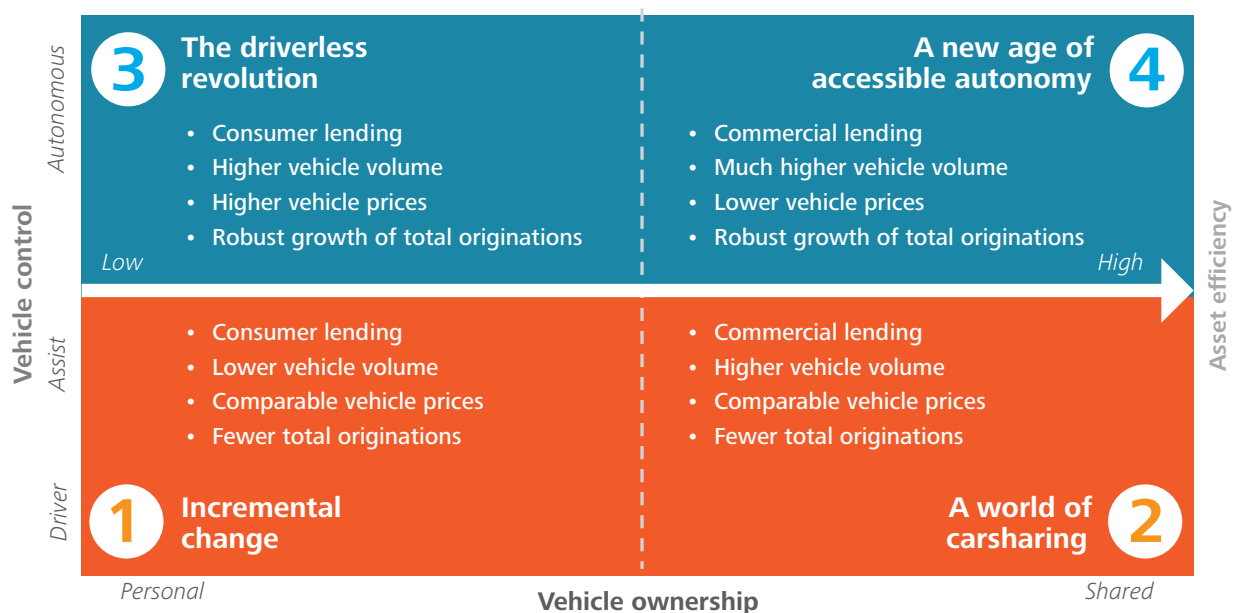 Vehicle control
Autonomous
Assist
Driver
3
The driverless
revolution
• Consumer lending
• Higher vehicle volume
• Higher vehicle prices
• Robust growth of total originations
Low
A new age of
accessible autonomy
4
• Commercial lending
• Much higher vehicle volume
• Lower vehicle prices
• Robust growth of total originations
High
Asset efficiency
• Consumer lending
• Lower vehicle volume
• Comparable vehicle prices
• Fewer total originations
1
Incremental
change
• Commercial lending
• Higher vehicle volume
• Comparable vehicle prices
• Fewer total originations
A world of
carsharing
2
Personal
Vehicle ownership
Shared